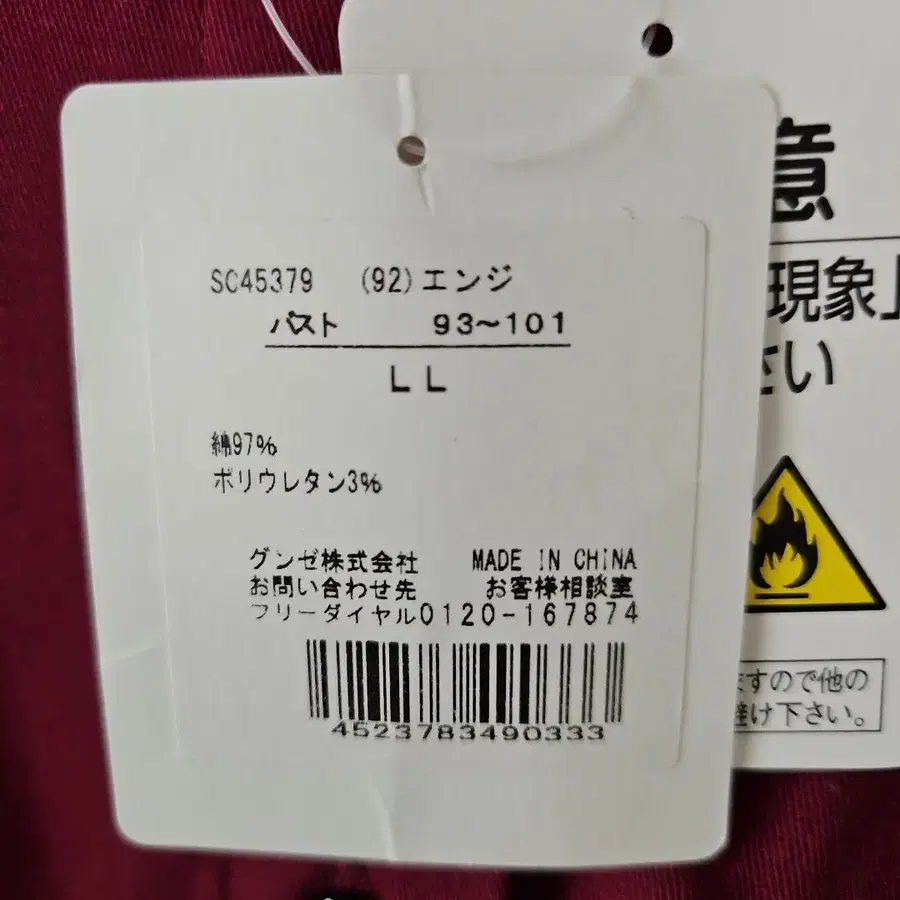 SC45379 (92)エンジ
バスト 93~101
LL
綿97%
ポリウレタン3%
グンゼ株式会社 MADE IN CHINA
お問い合わせ先 お客様相談室
フリーダイヤル0120-167874
4523783490333
意
現象」
さい
ますので他の
避け下さい。